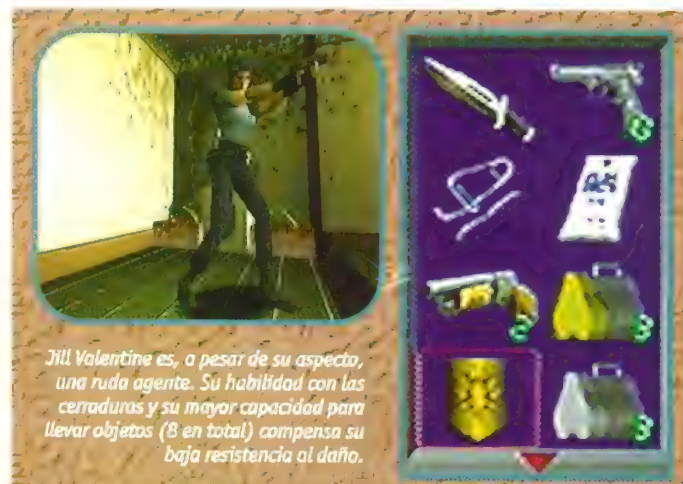 Jill Valentine es, a pesar de su aspecto,
una ruda agente. Su habilidad con las
cerraduras y su mayor capacidad para
llevar objetos (8 en total) compensa su
baja resistencia al daño.